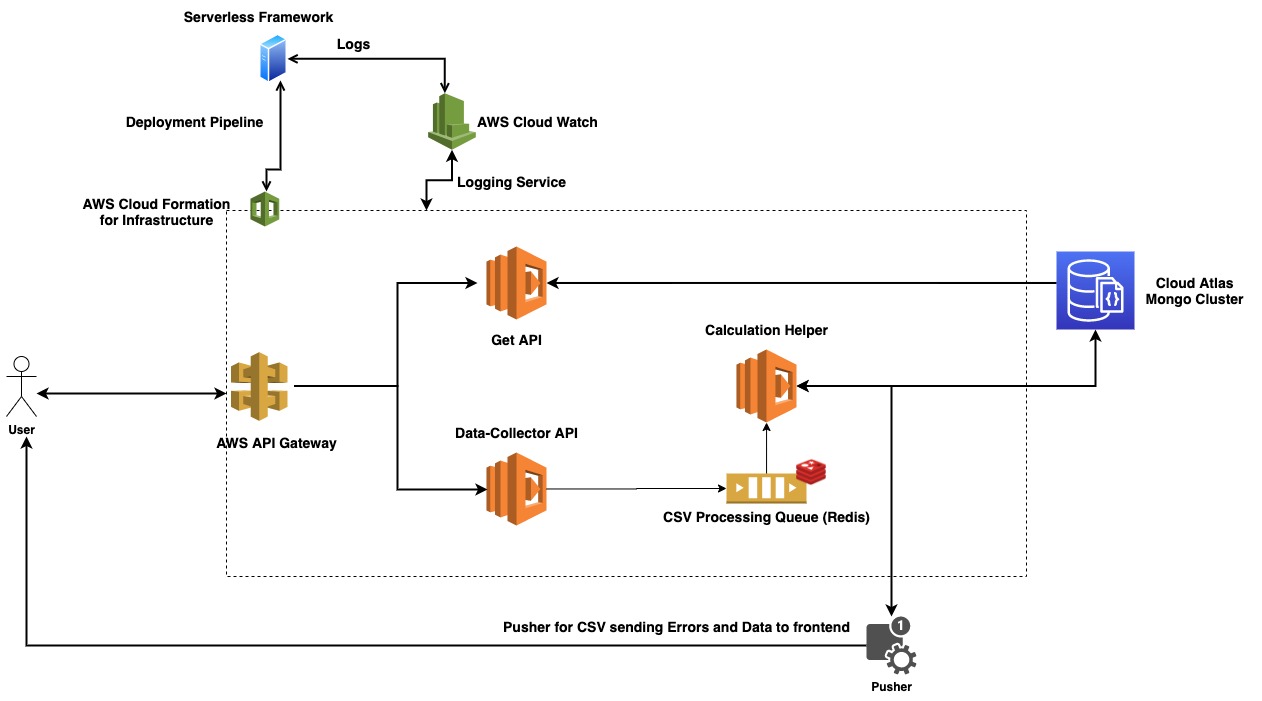 Serverless Framework
Logs
Deployment Pipeline
AWS Cloud Watch
Logging Service
AWS Cloud Formation
for Infrastructure
Cloud Atlas
Mongo Cluster
Get API
Calculation Helper
User
AWS API Gateway
Data-Collector API
CSV Processing Queue (Redis)
Pusher for CSV sending Errors and Data to frontend
1
Pusher